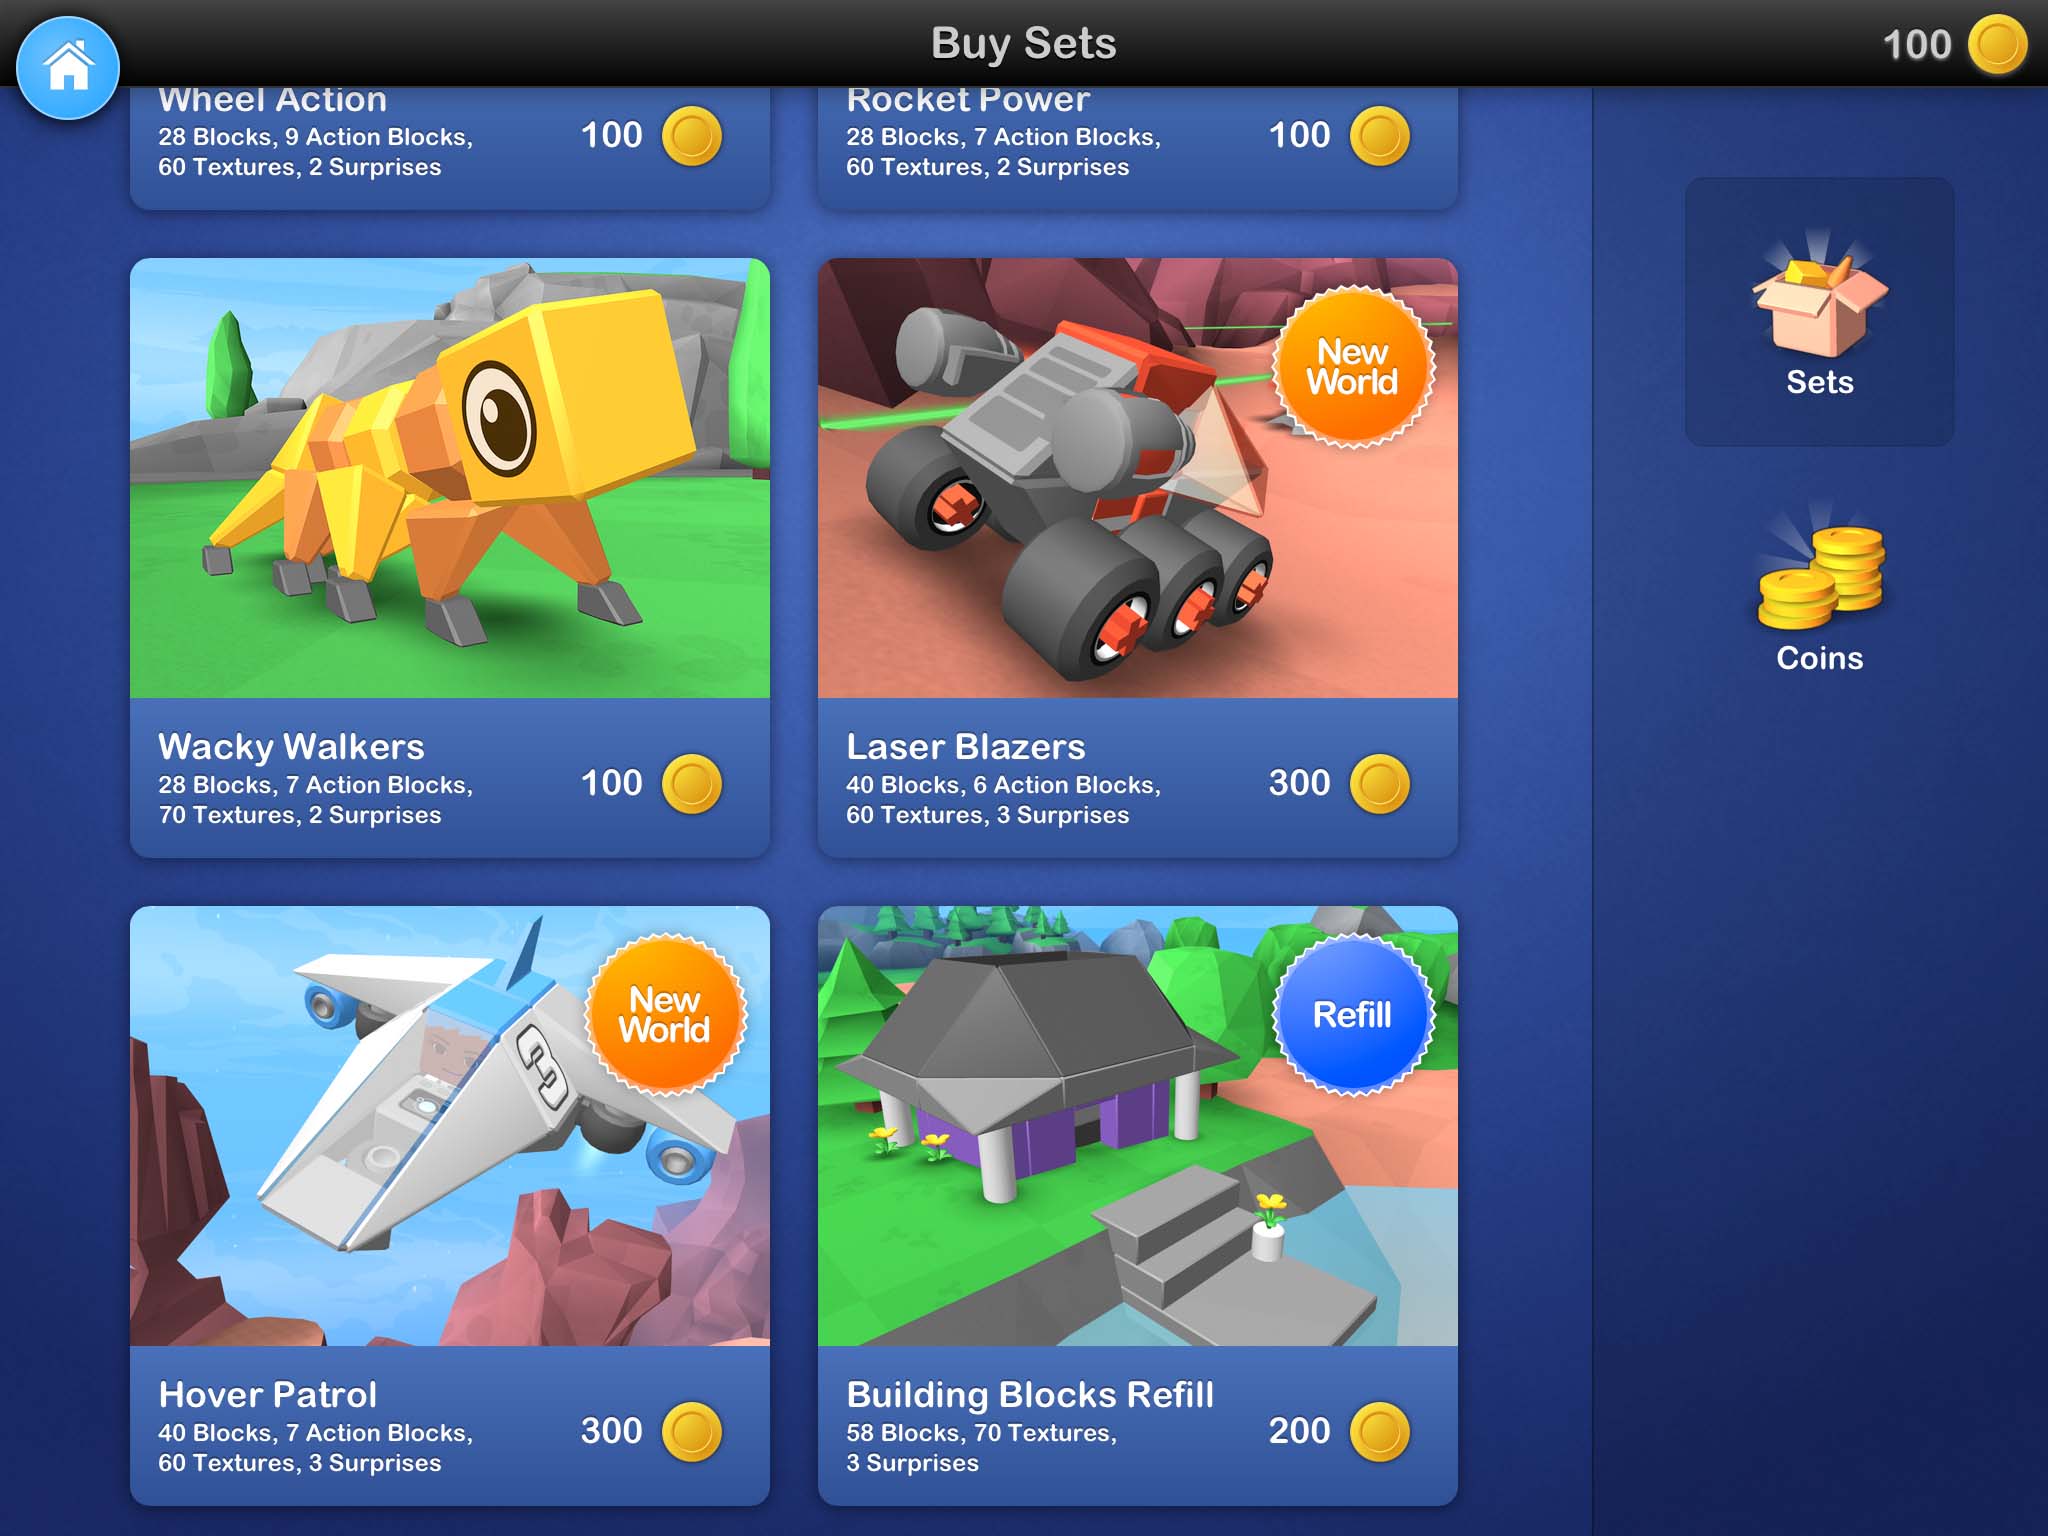 Buy Sets
100
Wheel Action
28 Blocks, 9 Action Blocks,
60 Textures, 2 Surprises
100
Rocket Power
28 Blocks, 7 Action Blocks,
60 Textures, 2 Surprises
100
Sets
Coins
Wacky Walkers
28 Blocks, 7 Action Blocks,
70 Textures, 2 Surprises
100
New
World
Laser Blazers
40 Blocks, 6 Action Blocks,
60 Textures, 3 Surprises
300
3
New
World
Hover Patrol
40 Blocks, 7 Action Blocks,
60 Textures, 3 Surprises
300
Refill
Building Blocks Refill
58 Blocks, 70 Textures,
3 Surprises
200